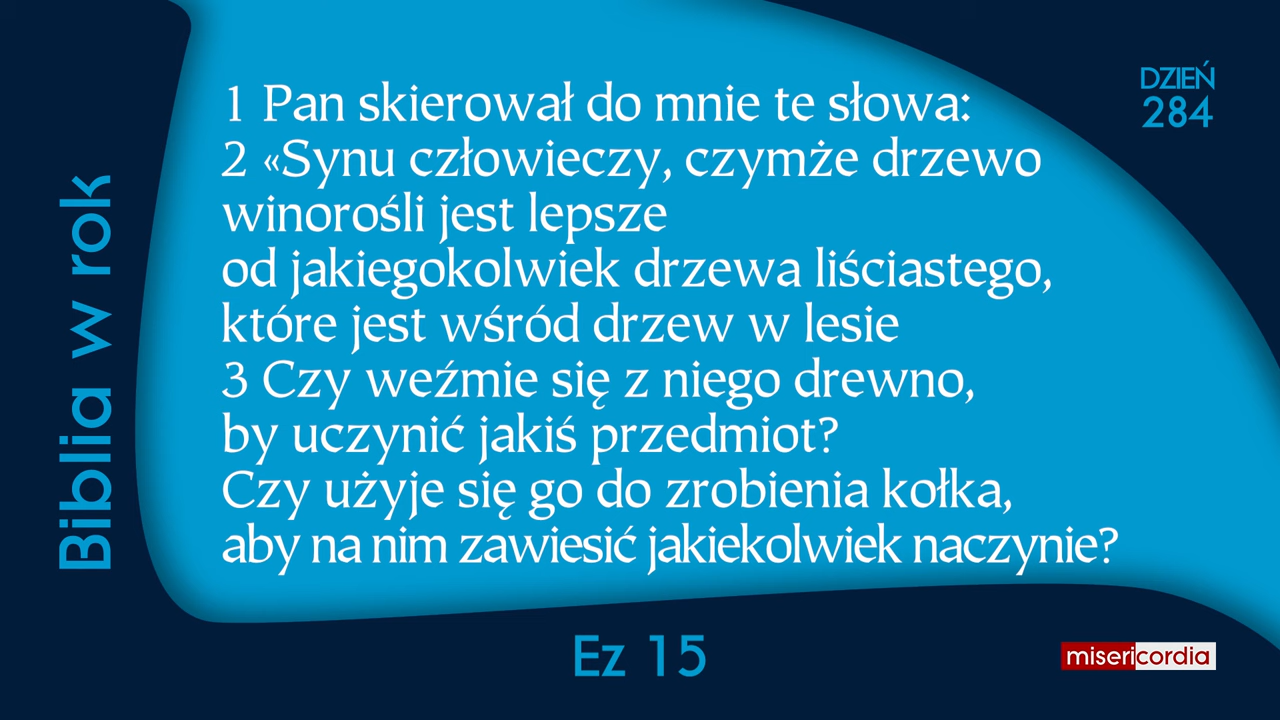 DZIEŃ
284
1 Pan skierował do mnie te słowa:
2 «Synu człowieczy, czymże drzewo
winorośli jest lepsze
od jakiegokolwiek drzewa liściastego,
które jest wśród drzew w lesie
3 Czy weźmie się z niego drewno,
by uczynić jakiś przedmiot?
Czy użyje się go do zrobienia kołka,
aby na nim zawiesić jakiekolwiek naczynie?
Biblia w rok
Ez 15
misericordia